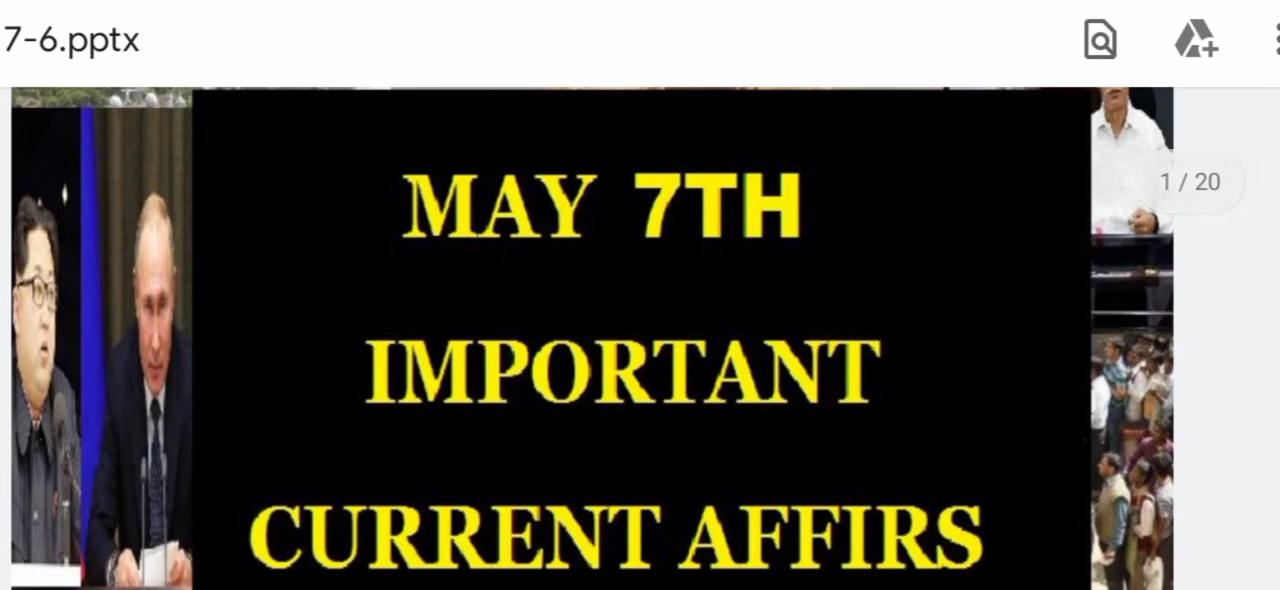 7-6.pptx
1 / 20
MAY 7TH
IMPORTANT
CURRENT AFFIRS